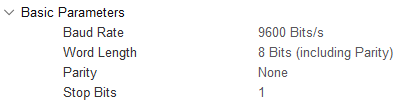 Basic Parameters
Baud Rate 9600 Bits/s
Word Length 8 Bits (including Parity)
Parity None
Stop Bits 1